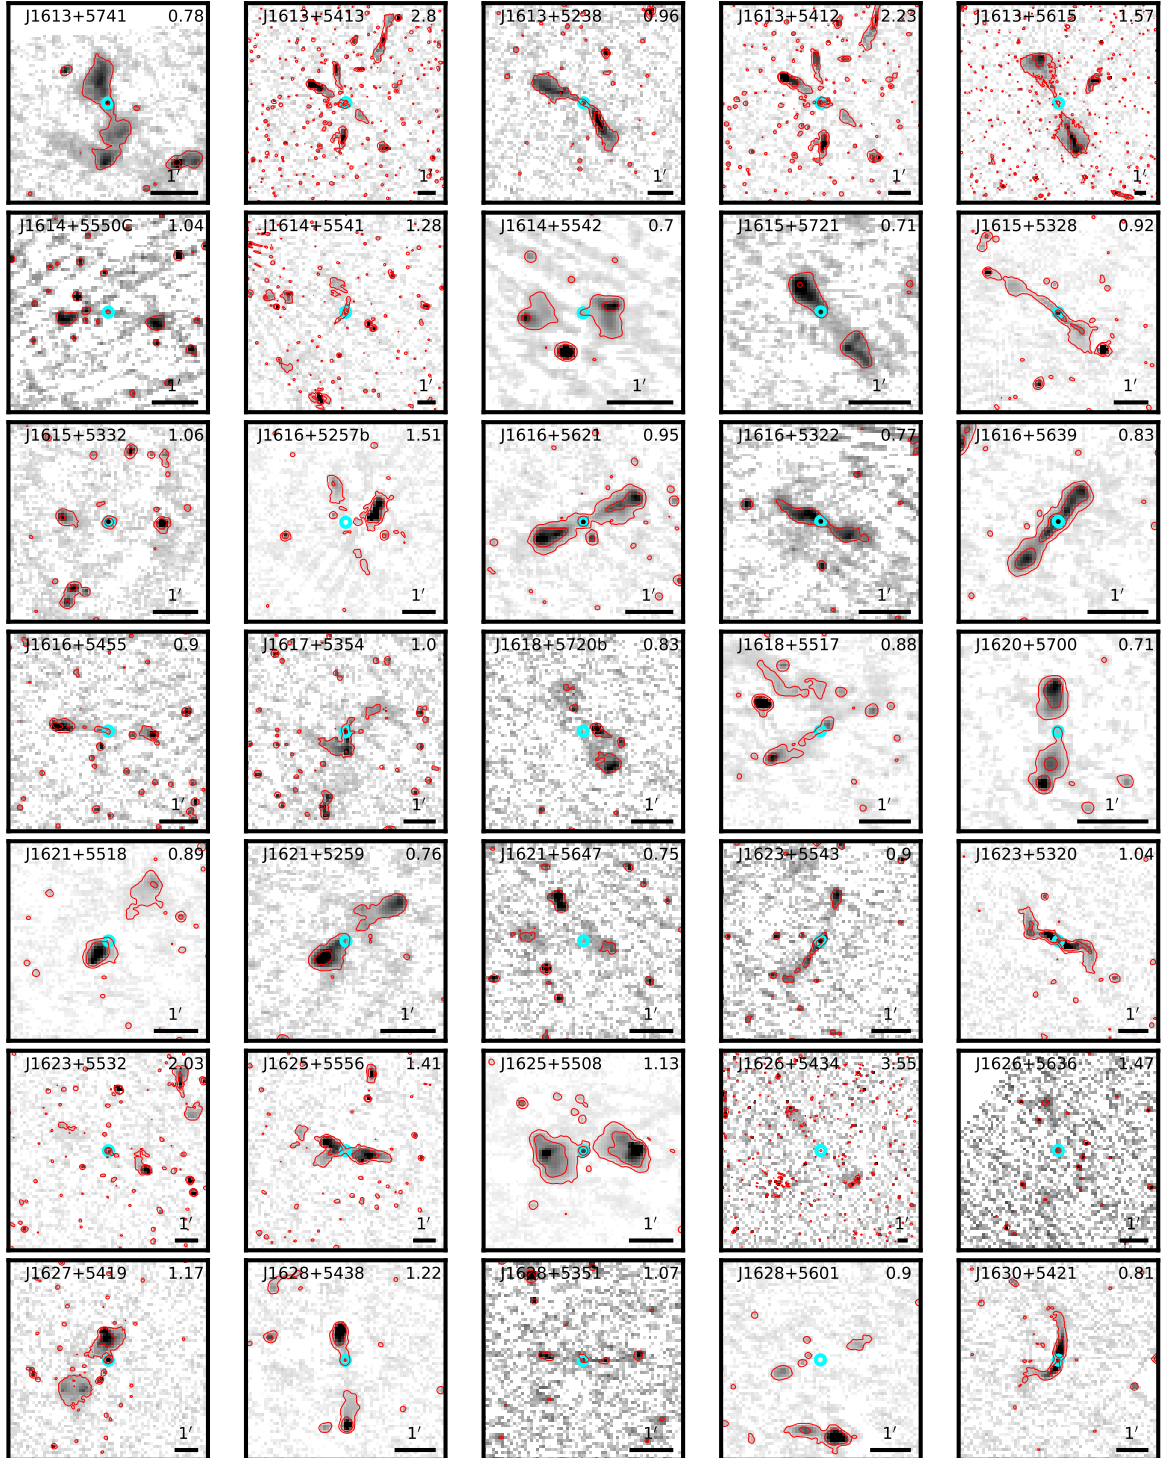 J1613+5741 0.78 J1613+5413 2.8 J1613+5238 0.96 J1613+5412 2.23 J1613+5615 1.57
1′ 1′ 1′ 1′ 1′
J1614+5550C 1.04 J1614+5541 1.28 J1614+5542 0.7 J1615+5721 0.71 J1615+5328 0.92
1′ 1′ 1′ 1′ 1′
J1615+5332 1.06 J1616+5257b 1.51 J1616+5621 0.95 J1616+5322 0.77 J1616+5639 0.83
1′ 1′ 1′ 1′ 1′
J1616+5455 0.9 J1617+5354 1.0 J1618+5720b 0.83 J1618+5517 0.88 J1620+5700 0.71
1′ 1′ 1′ 1′ 1′
J1621+5518 0.89 J1621+5259 0.76 J1621+5647 0.75 J1623+5543 0.9 J1623+5320 1.04
1′ 1′ 1′ 1′ 1′
J1623+5532 2.03 J1625+5556 1.41 J1625+5508 1.13 J1626+5434 3.55 J1626+5636 1.47
1′ 1′ 1′ 1′ 1′
J1627+5419 1.17 J1628+5438 1.22 J1628+5351 1.07 J1628+5601 0.9 J1630+5421 0.81
1′ 1′ 1′ 1′ 1′